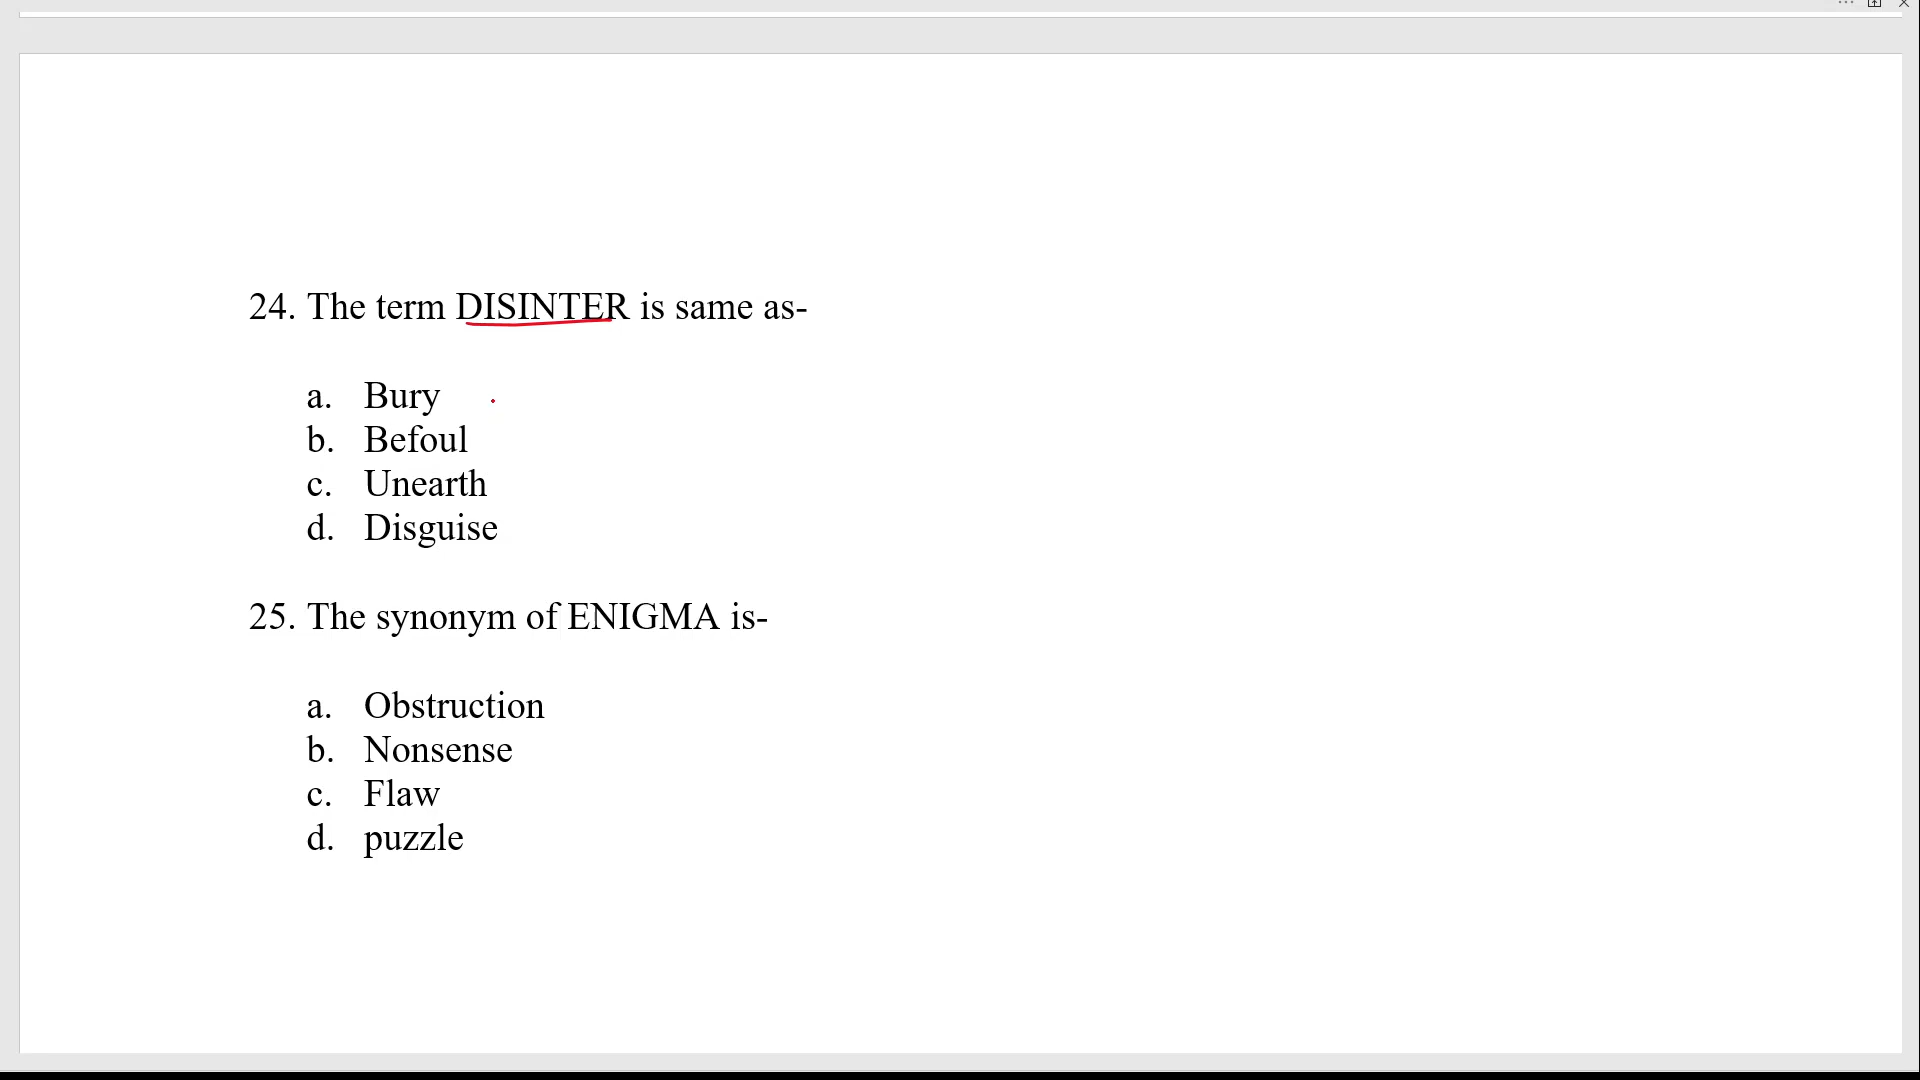 24. The term DISINTER is same as-
a. Bury
b. Befoul
c. Unearth
d. Disguise
25. The synonym of ENIGMA is-
a. Obstruction
b. Nonsense
c. Flaw
d. puzzle